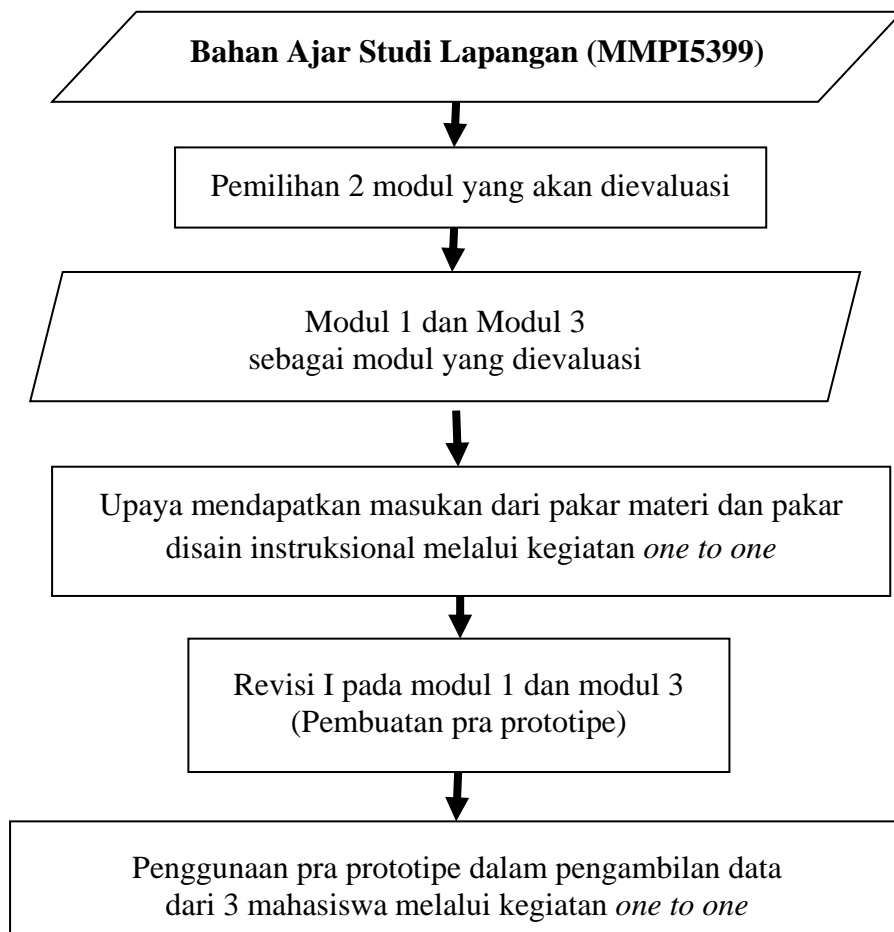 Bahan Ajar Studi Lapangan (MMPI5399)
Pemilihan 2 modul yang akan dievaluasi
Modul 1 dan Modul 3
sebagai modul yang dievaluasi
Upaya mendapatkan masukan dari pakar materi dan pakar
disain instruksional melalui kegiatan one to one
Revisi I pada modul 1 dan modul 3
(Pembuatan pra prototipe)
Penggunaan pra prototipe dalam pengambilan data
dari 3 mahasiswa melalui kegiatan one to one